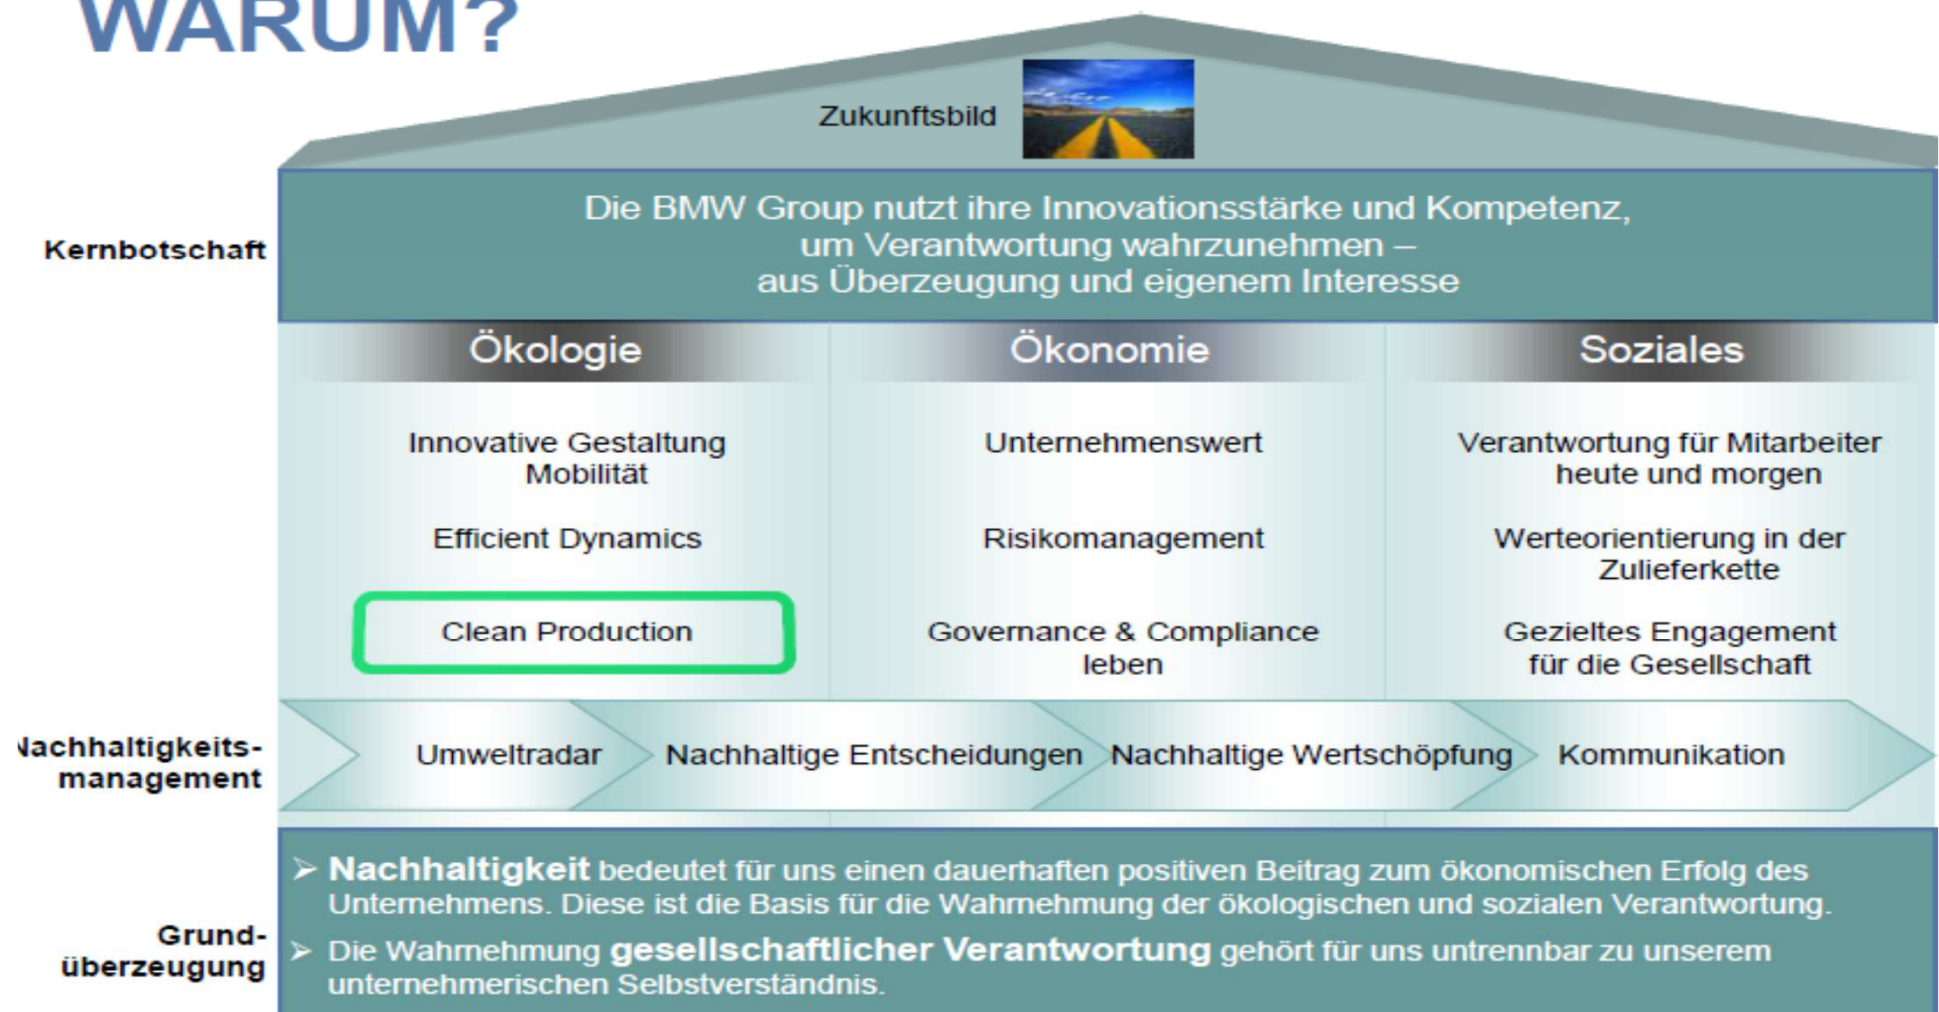 WARUM?
Zukunftsbild
Kernbotschaft
Die BMW Group nutzt ihre Innovationsstärke und Kompetenz,
um Verantwortung wahrzunehmen –
aus Überzeugung und eigenem Interesse
Ökologie
Ökonomie
Soziales
Innovative Gestaltung
Mobilität
Unternehmenswert
Verantwortung für Mitarbeiter
heute und morgen
Efficient Dynamics
Risikomanagement
Werteorientierung in der
Zulieferkette
Clean Production
Governance & Compliance
leben
Gezieltes Engagement
für die Gesellschaft
Nachhaltigkeits-
management
Umweltradar
Nachhaltige Entscheidungen
Nachhaltige Wertschöpfung
Kommunikation
Grund-
überzeugung
➢ Nachhaltigkeit bedeutet für uns einen dauerhaften positiven Beitrag zum ökonomischen Erfolg des
Unternehmens. Diese ist die Basis für die Wahrnehmung der ökologischen und sozialen Verantwortung.
➢ Die Wahrnehmung gesellschaftlicher Verantwortung gehört für uns untrennbar zu unserem
unternehmerischen Selbstverständnis.